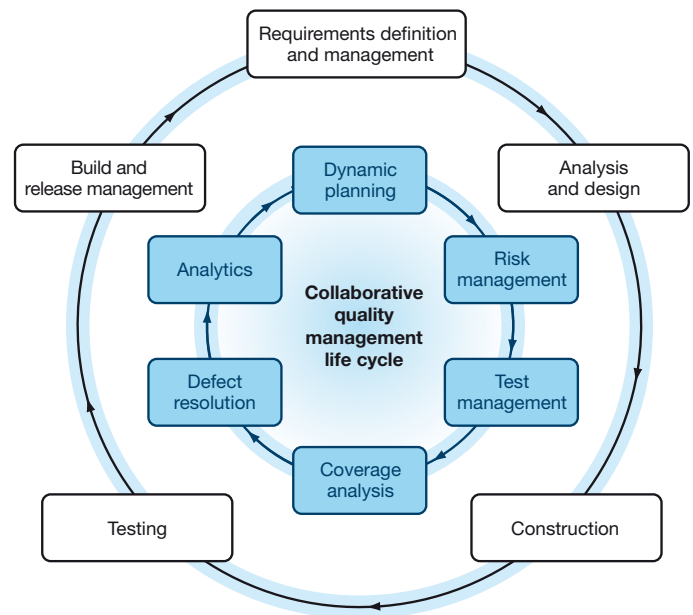 Requirements definition
and management
Build and
release management
Analysis
and design
Dynamic
planning
Analytics
Risk
management
Collaborative
quality
management
life cycle
Defect
resolution
Test
management
Coverage
analysis
Testing
Construction